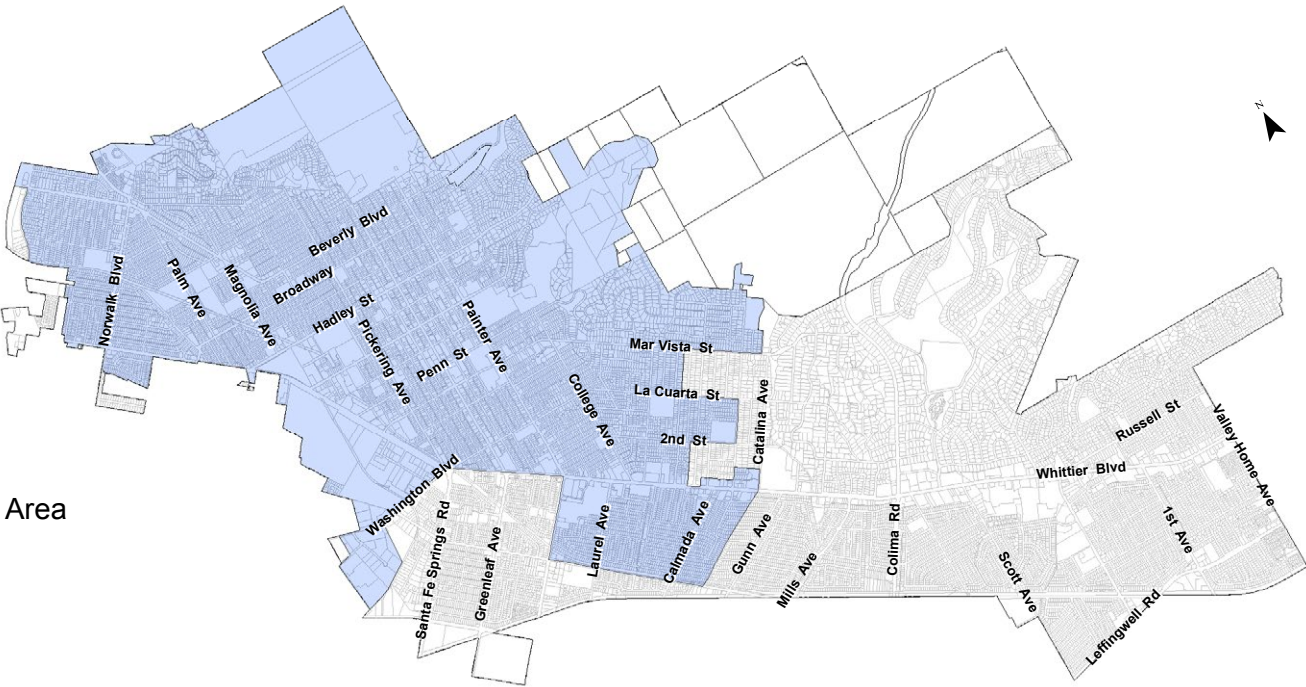 N
Beverly Blvd
Broadway
Hadley St
Norwalk Blvd
Palm Ave
Magnolia Ave
Pickering Ave
Penn St
Painter Ave
Mar Vista St
La Cuarta St
College Ave
2nd St
Catalina Ave
Russell St
Valley Home Ave
Whittier Blvd
Washington Blvd
Area
Santa Fe Springs Rd
Greenleaf Ave
Laurel Ave
Calmada Ave
Gunn Ave
Mills Ave
Colima Rd
Scott Ave
1st Ave
Leffingwell Rd